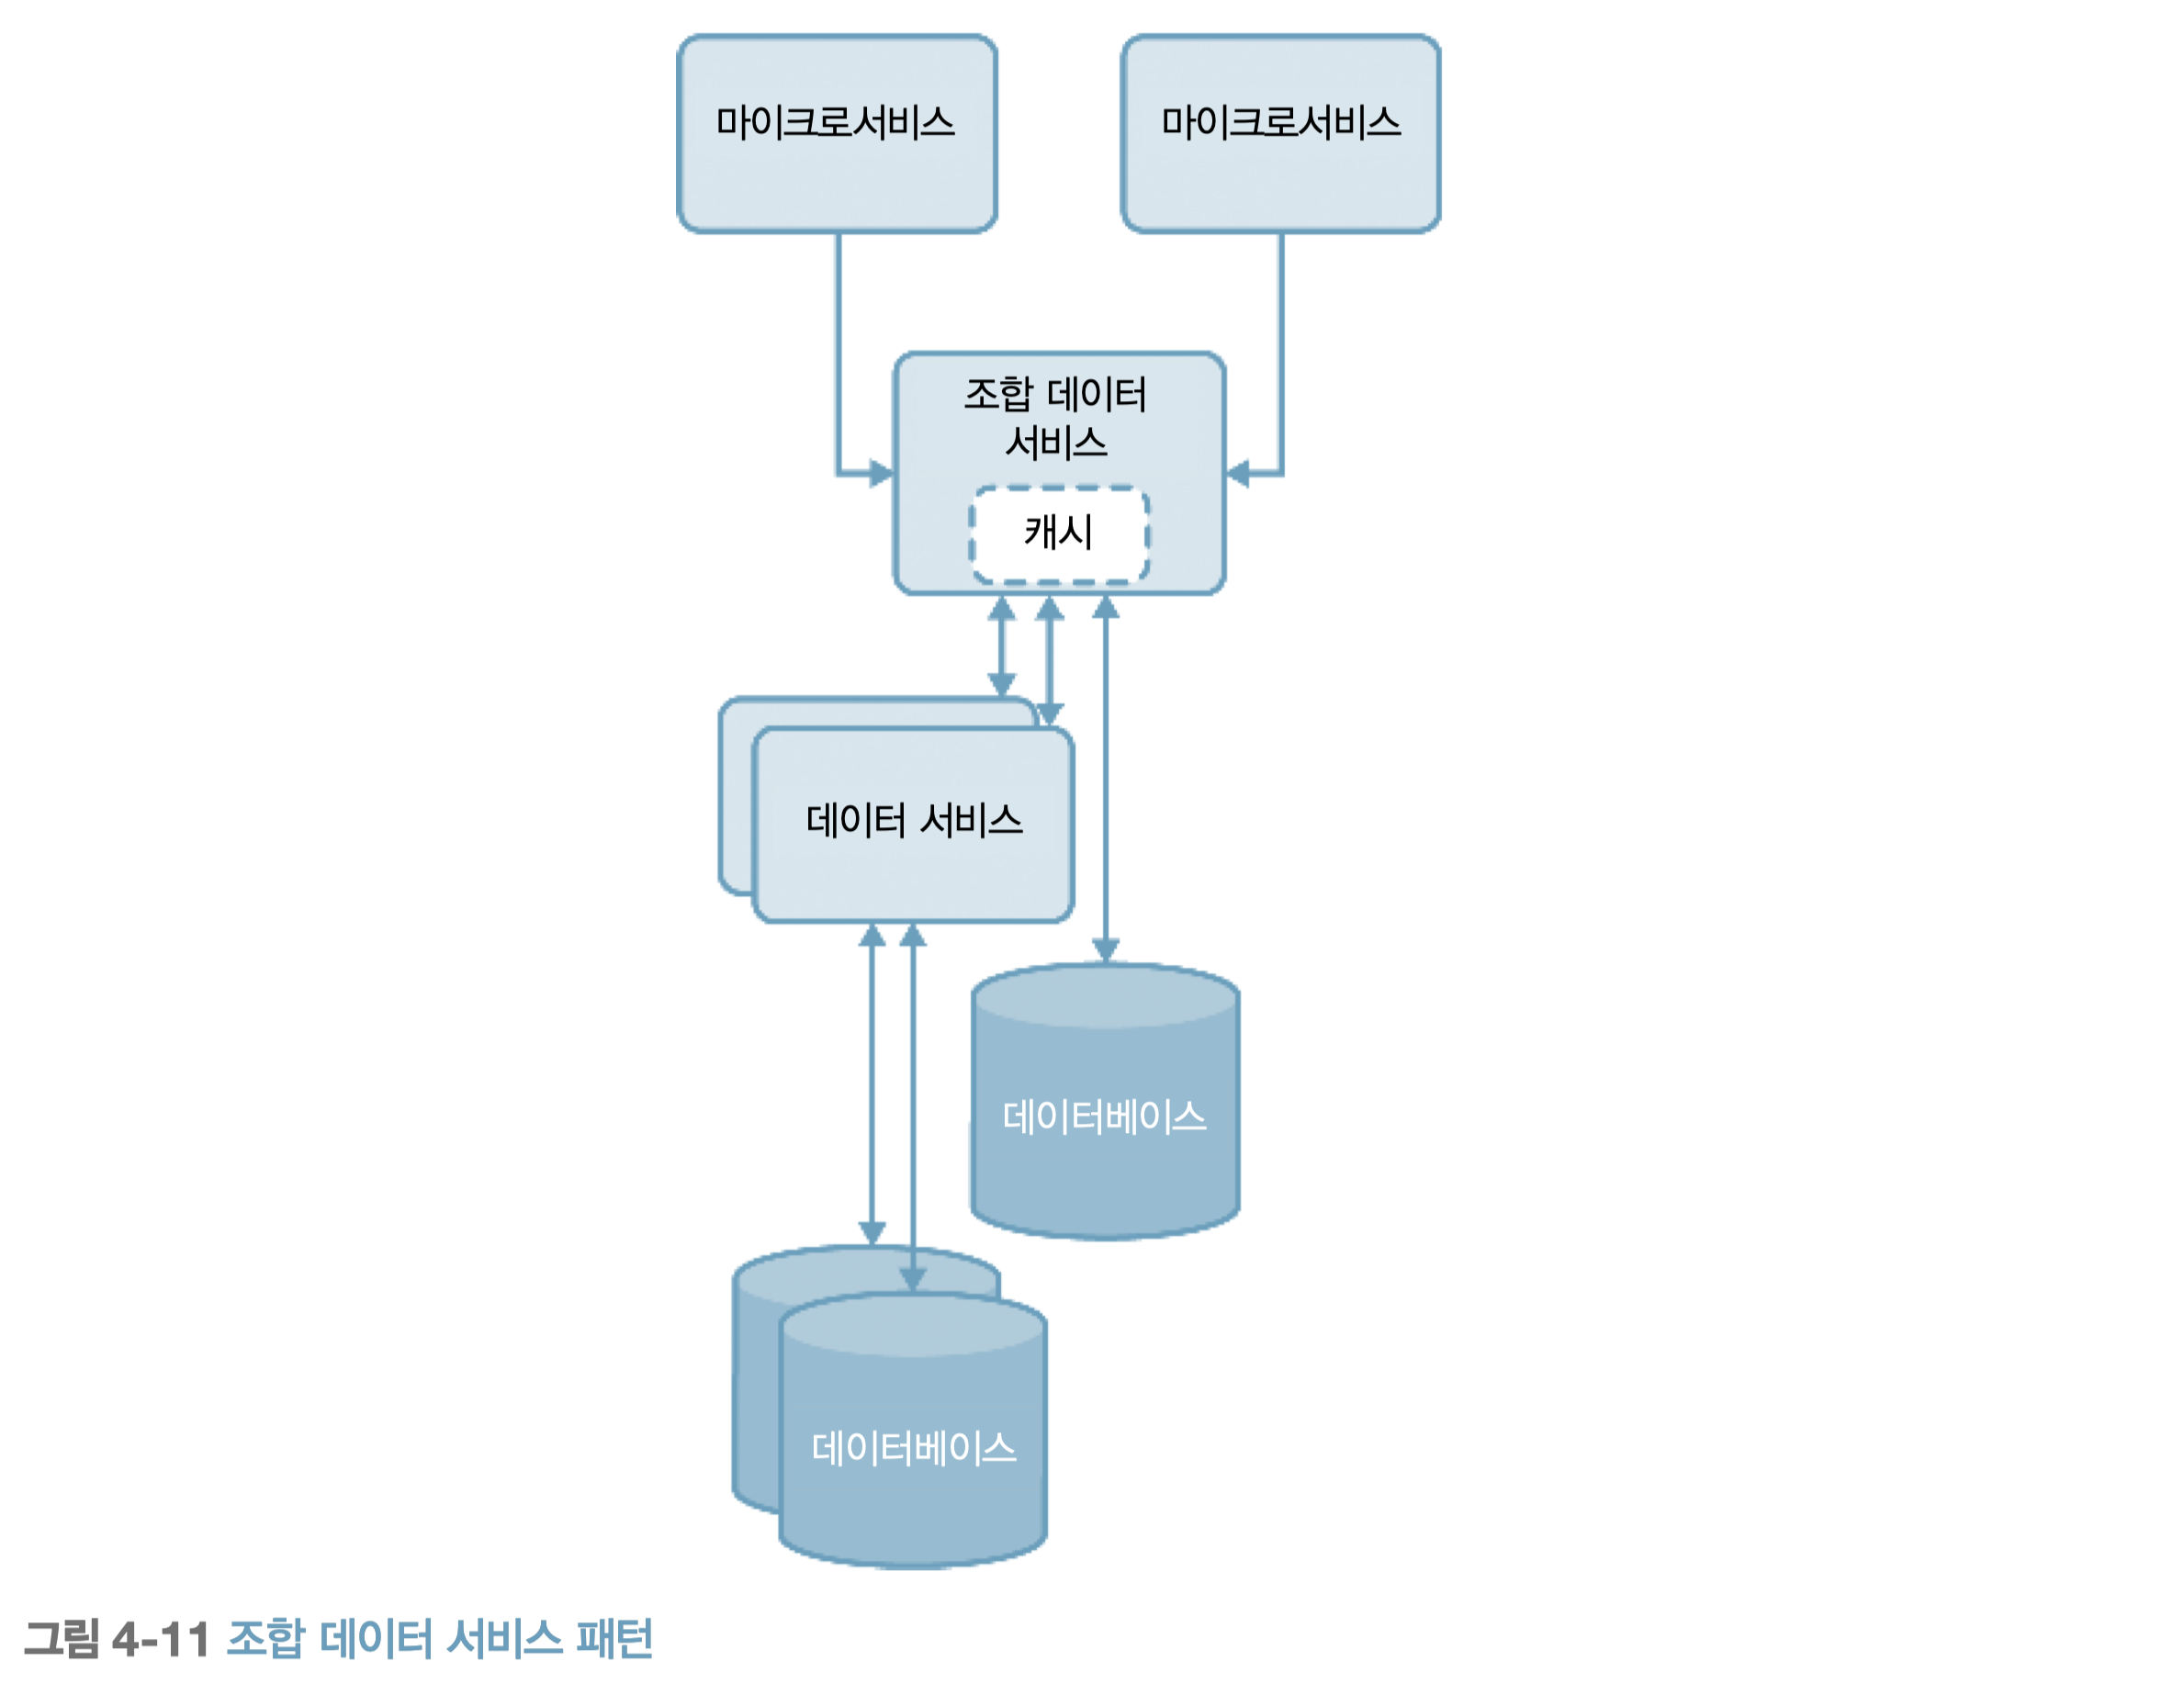 마이크로서비스
마이크로서비스
조합 데이터
서비스
캐시
데이터 서비스
데이터베이스
데이터베이스
그림 4-11 조합 데이터 서비스 패턴